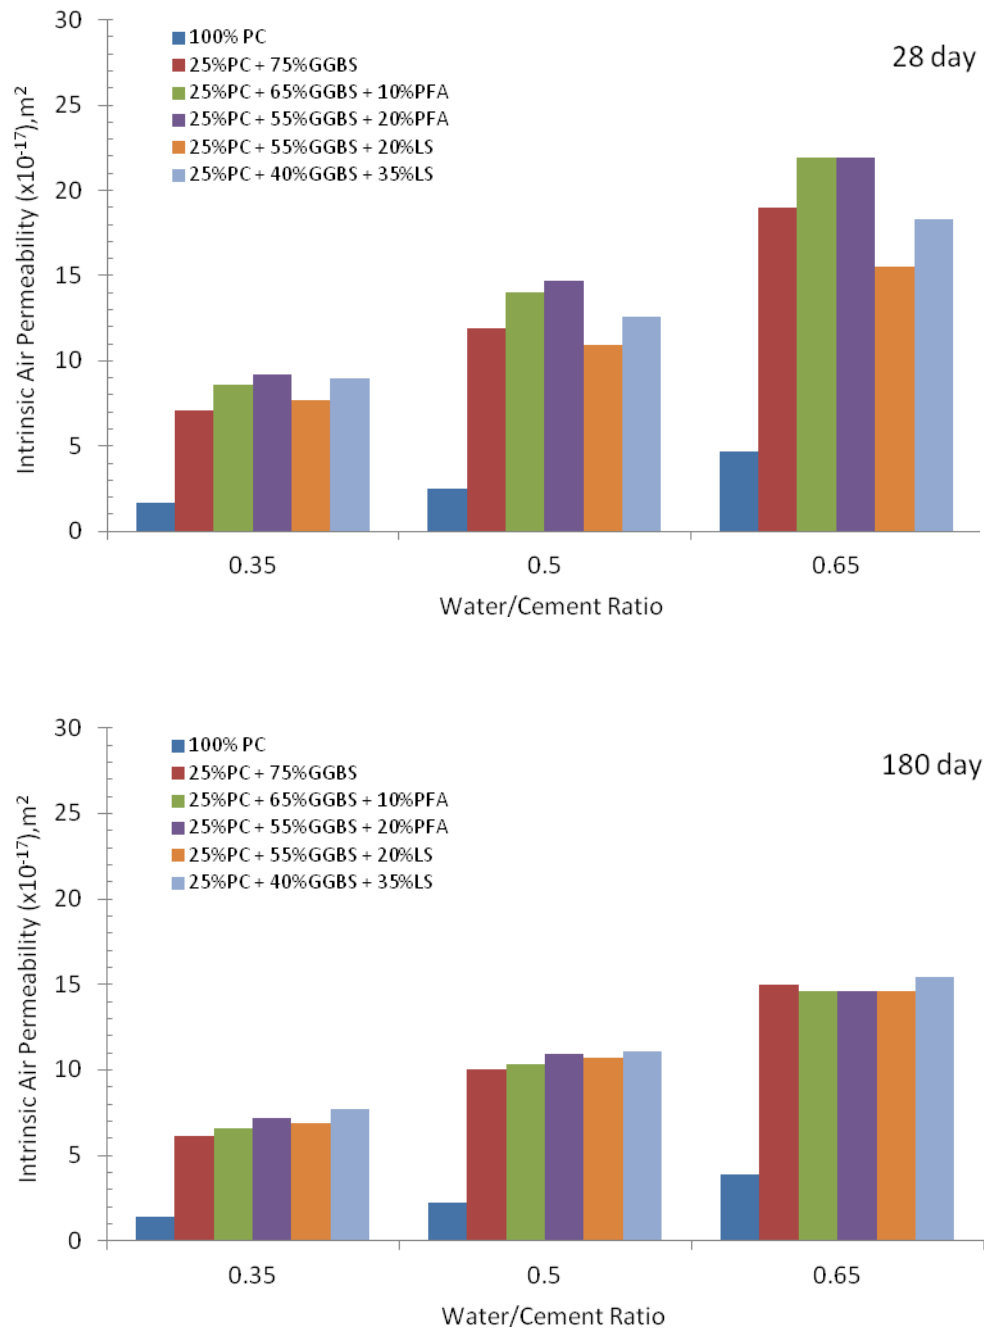 30
25
20
15
10
5
0
Intrinsic Air Permeability (x10⁻¹⁷),m²
100% PC
25%PC + 75%GGBS
25%PC + 65%GGBS + 10%PFA
25%PC + 55%GGBS + 20%PFA
25%PC + 55%GGBS + 20%LS
25%PC + 40%GGBS + 35%LS
28 day
0.35 0.5 0.65
Water/Cement Ratio
30
25
20
15
10
5
0
Intrinsic Air Permeability (x10⁻¹⁷),m²
100% PC
25%PC + 75%GGBS
25%PC + 65%GGBS + 10%PFA
25%PC + 55%GGBS + 20%PFA
25%PC + 55%GGBS + 20%LS
25%PC + 40%GGBS + 35%LS
180 day
0.35 0.5 0.65
Water/Cement Ratio